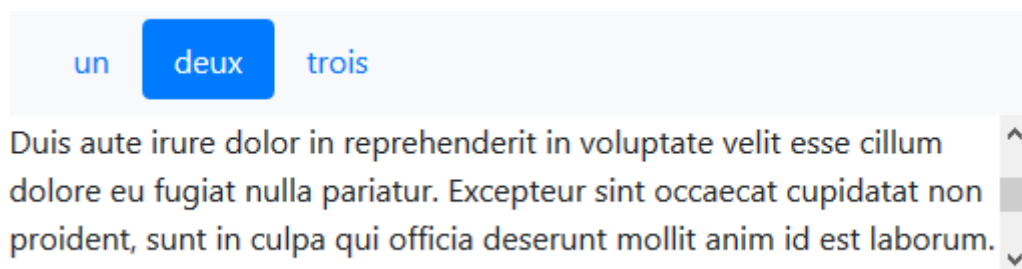 un deux trois
Duis aute irure dolor in reprehenderit in voluptate velit esse cillum
dolore eu fugiat nulla pariatur. Excepteur sint occaecat cupidatat non
proident, sunt in culpa qui officia deserunt mollit anim id est laborum.